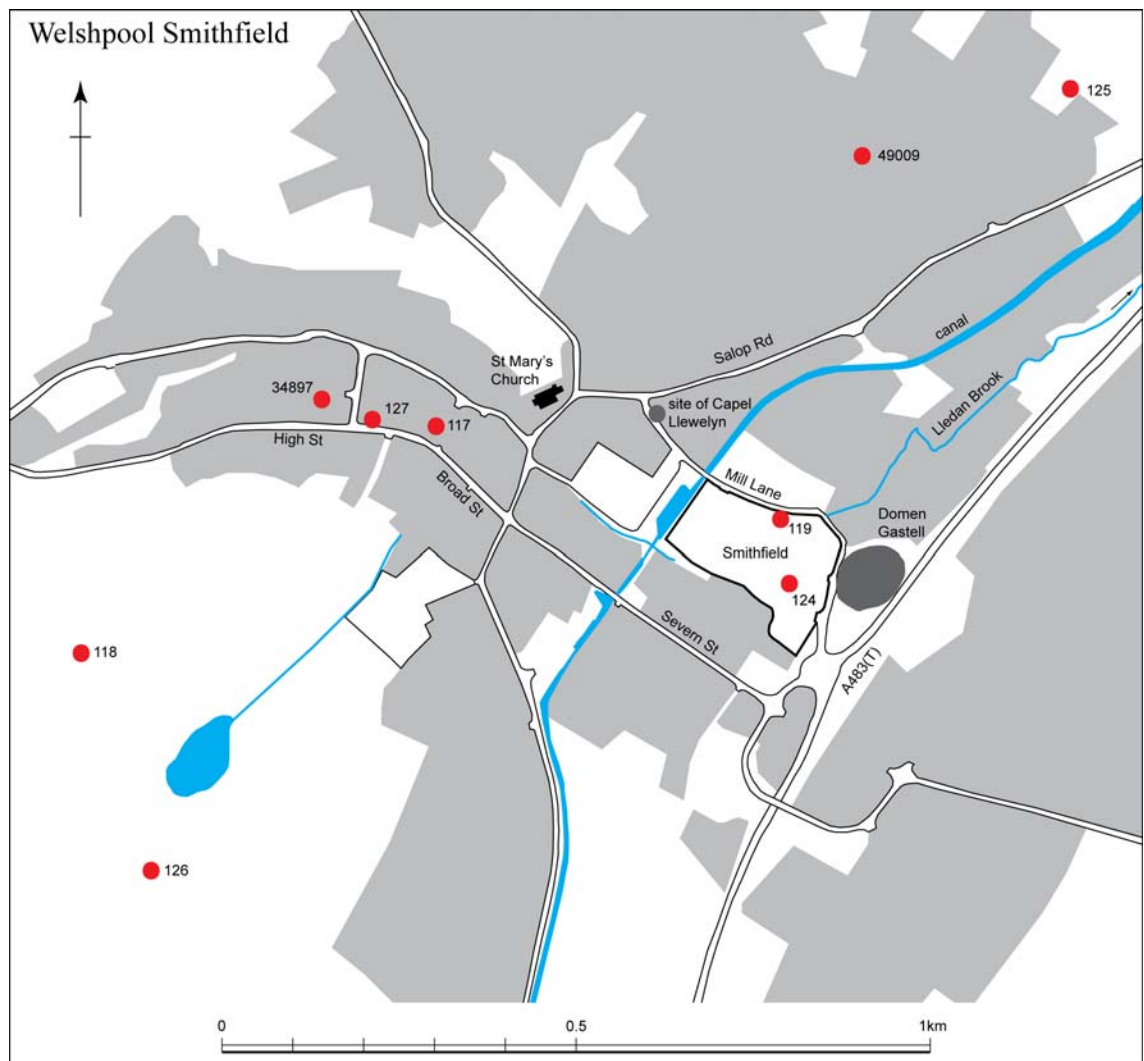 Welshpool Smithfield
125
49009
canal
Salop Rd
St Mary's
Church
34897
127
117
site of Capel
Llewelyn
Lledan Brook
High St
Broad St
Mill Lane
119
Domen
Gastell
Smithfield
124
Severn St
118
A483(T)
126
0
0.5
1km